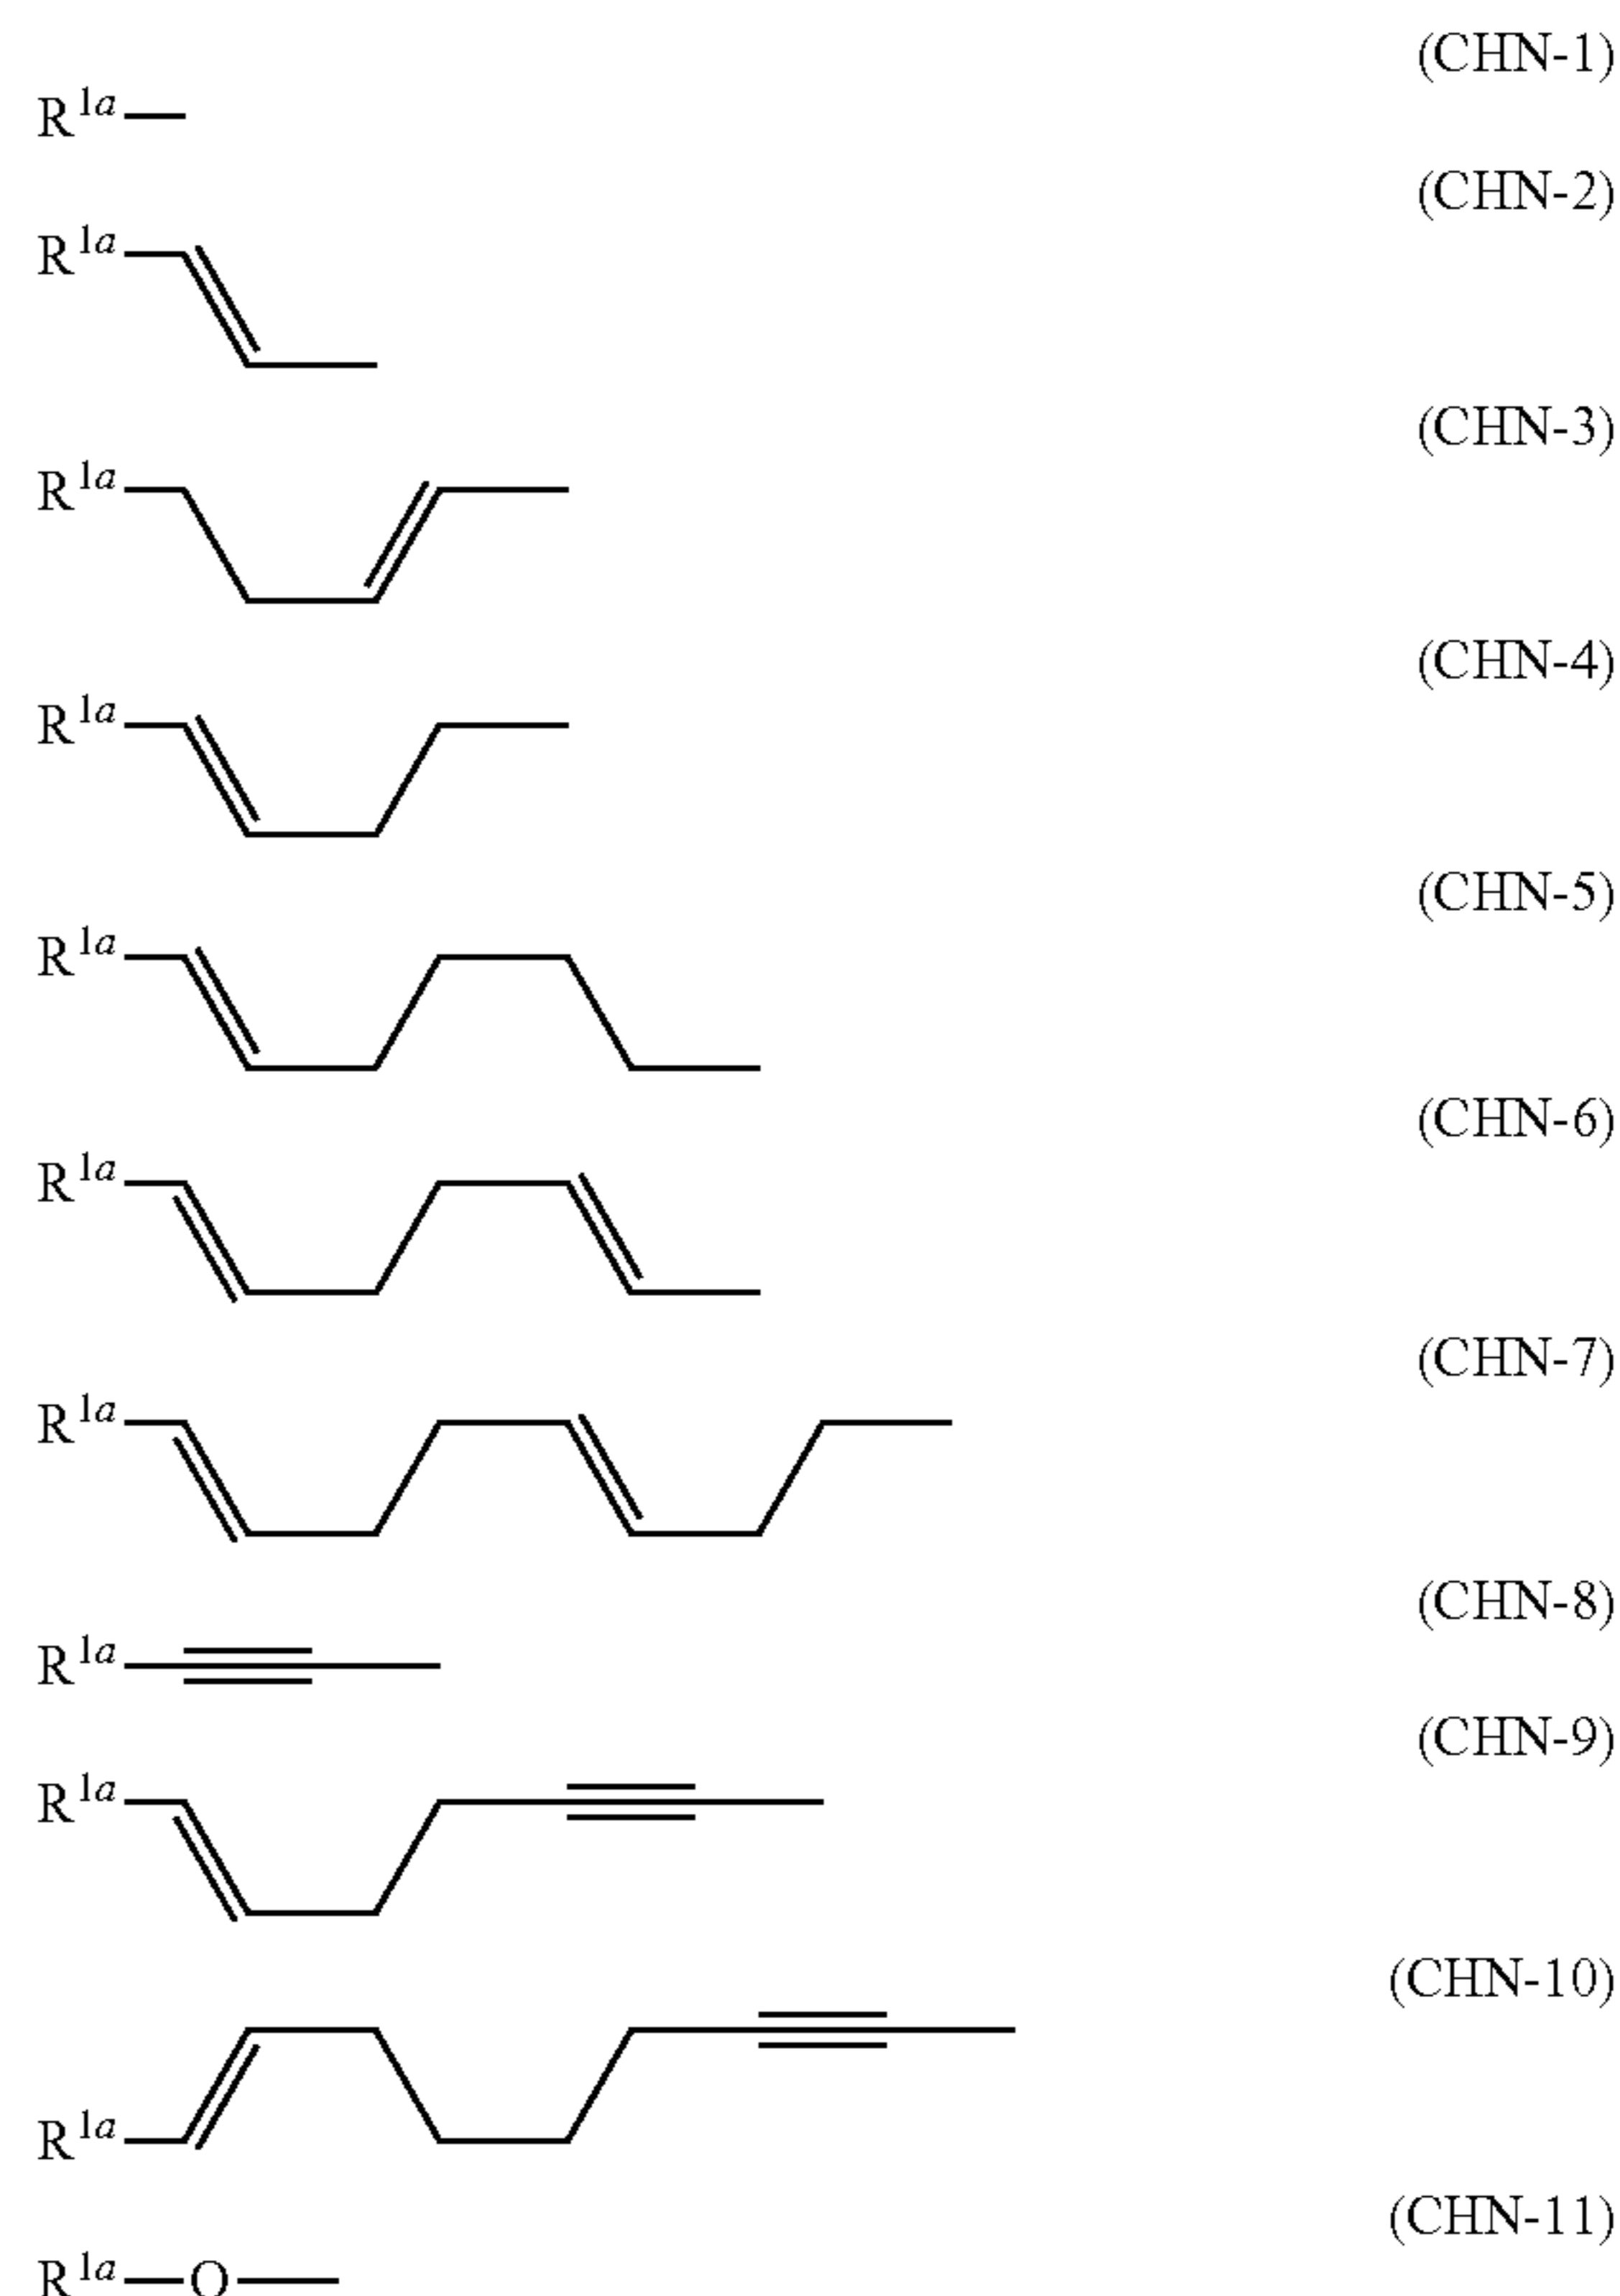 (CHN-1)
R1a
(CHN-2)
R1a
(CHN-3)
R1a
(CHN-4)
R1a
(CHN-5)
R1a
(CHN-6)
R1a
(CHN-7)
R1a
(CHN-8)
R1a
(CHN-9)
R1a
(CHN-10)
R1a
(CHN-11)
R1a O